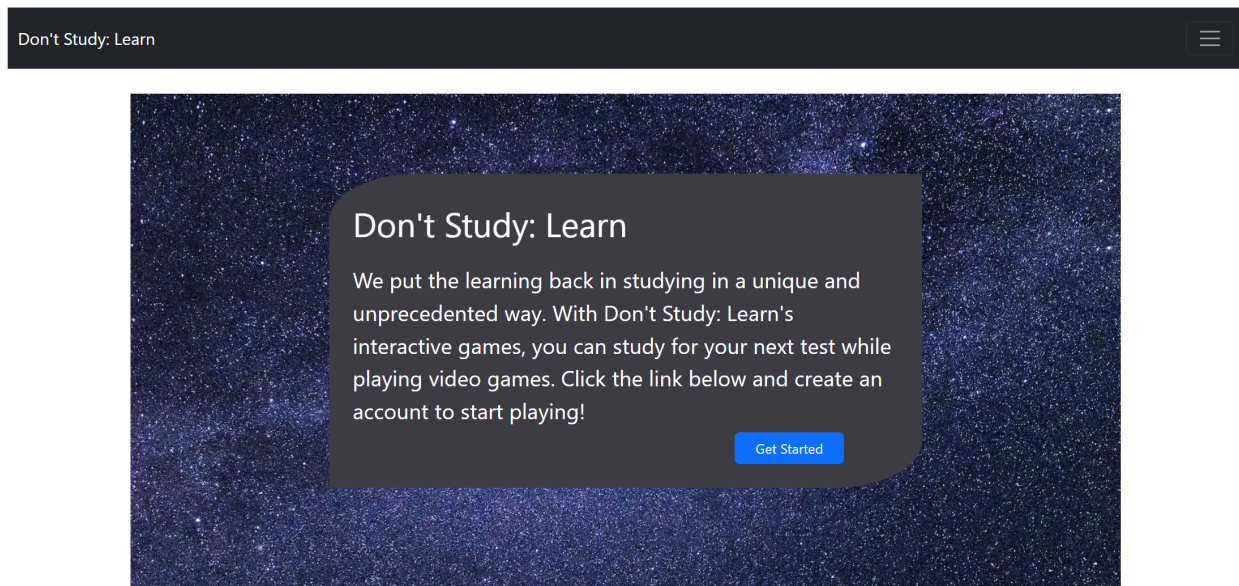 Don't Study: Learn
Don't Study: Learn
We put the learning back in studying in a unique and
unprecedented way. With Don't Study: Learn's
interactive games, you can study for your next test while
playing video games. Click the link below and create an
account to start playing!
Get Started